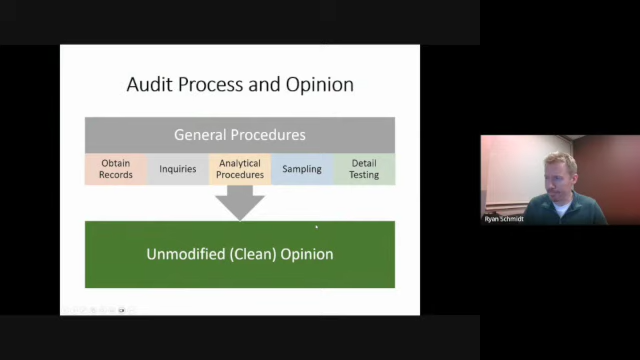 Audit Process and Opinion
General Procedures
Obtain
Records
Inquiries
Analytical
Procedures
Sampling
Detail
Testing
Unmodified (Clean) Opinion
Ryan Schmidt